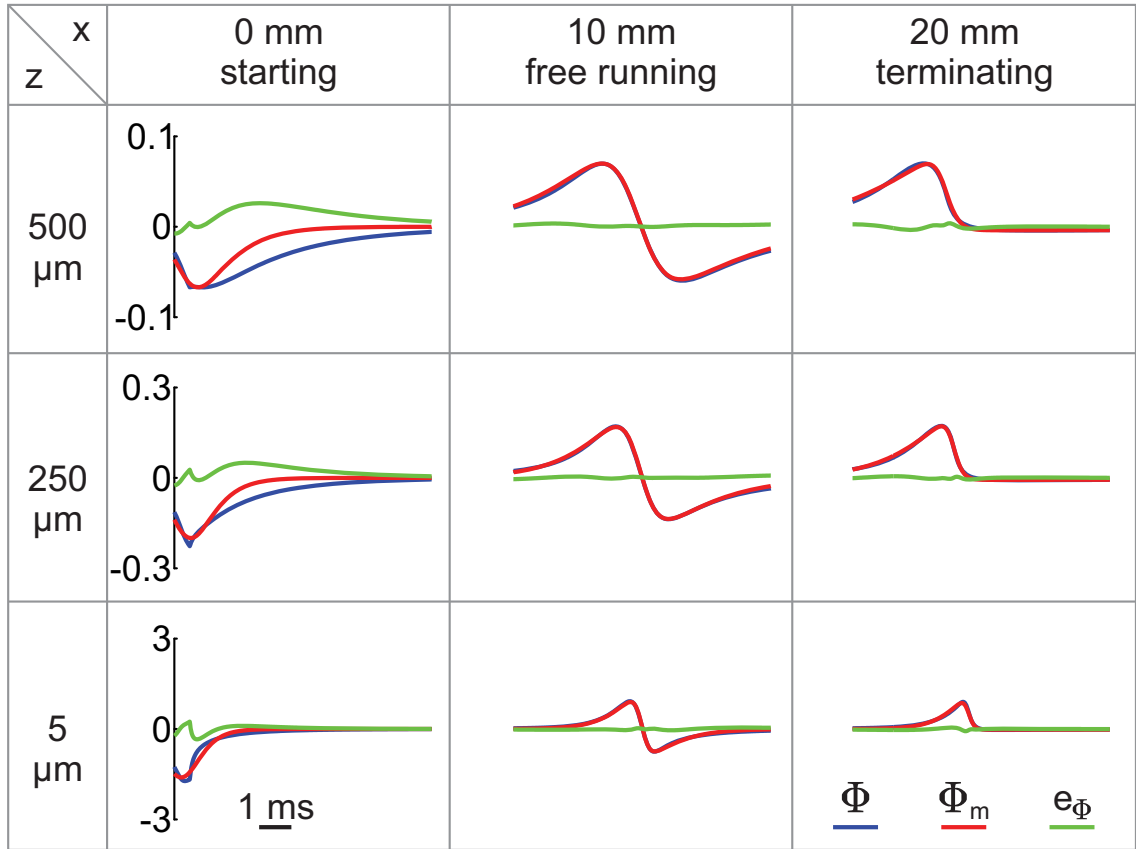 x
z
0 mm
starting
10 mm
free running
20 mm
terminating
500
µm
0.1
0
-0.1
250
µm
0.3
0
-0.3
5
µm
3
0
-3
1 ms
Φ
Φm
eΦ